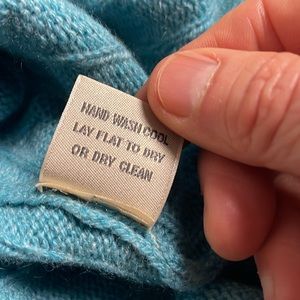 HAND WASH COOL
LAY FLAT TO DRY
OR DRY CLEAN